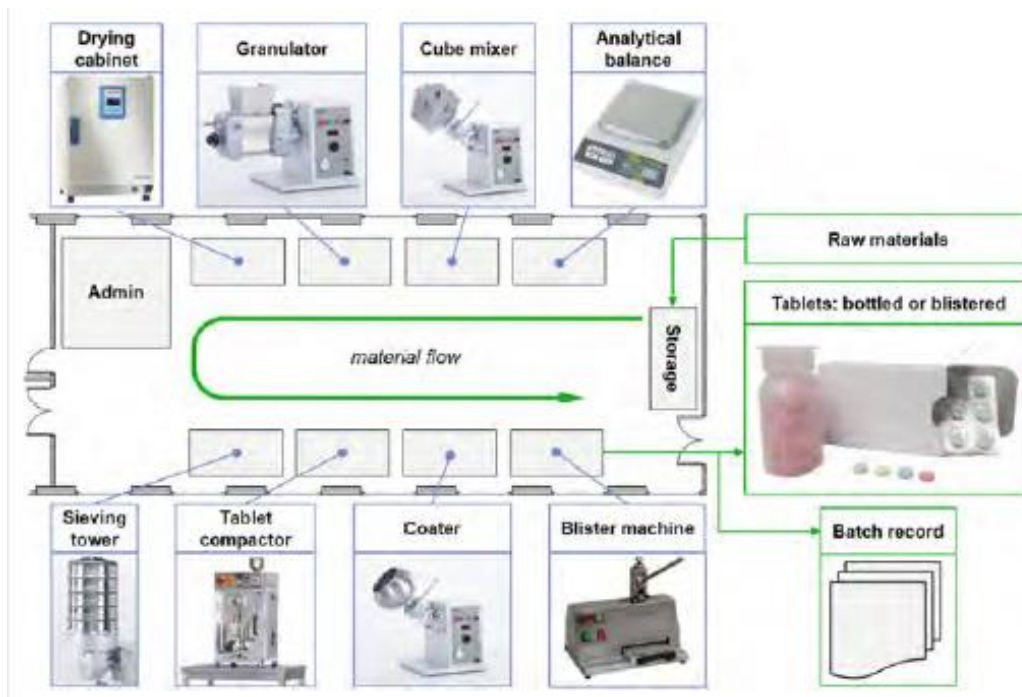 Drying
cabinet
Granulator
Cube mixer
Analytical
balance
Raw materials
Admin
Tablets: bottled or blistered
Storage
material flow
Sieving
tower
Tablet
compactor
Coater
Blister machine
Batch record